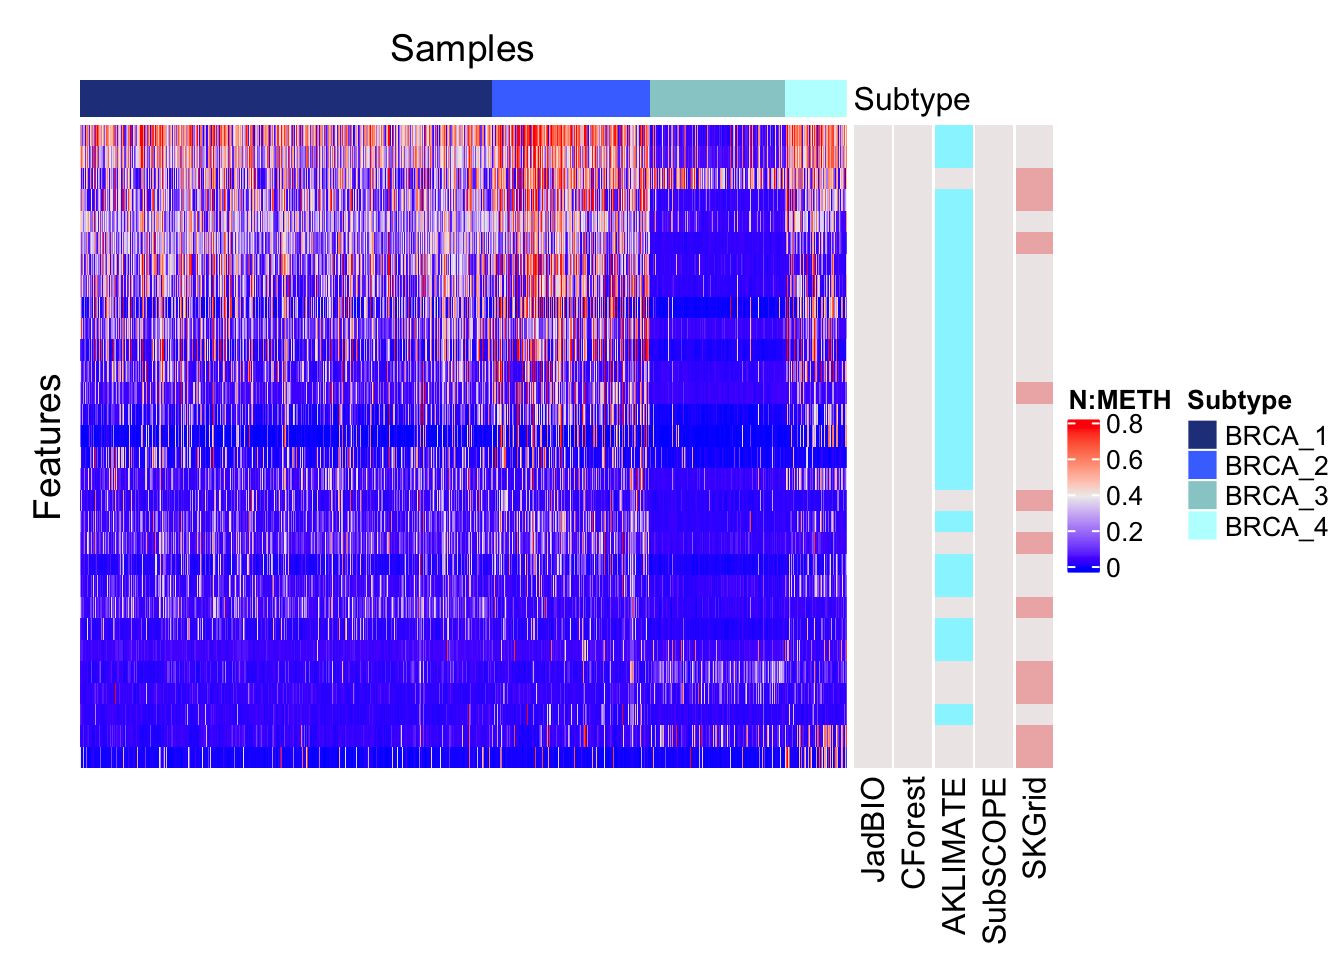 Samples
Subtype
Features
N:METH
0.8
0.6
0.4
0.2
0
Subtype
BRCA_1
BRCA_2
BRCA_3
BRCA_4
JadBIO
CForest
AKLIMATE
SubSCOPE
SKGrid